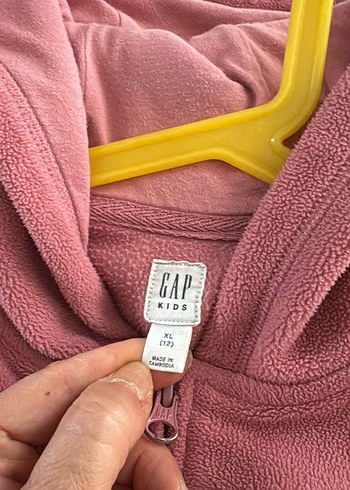 GAP
KIDS
XL
(12)
MADE IN
CAMBODIA